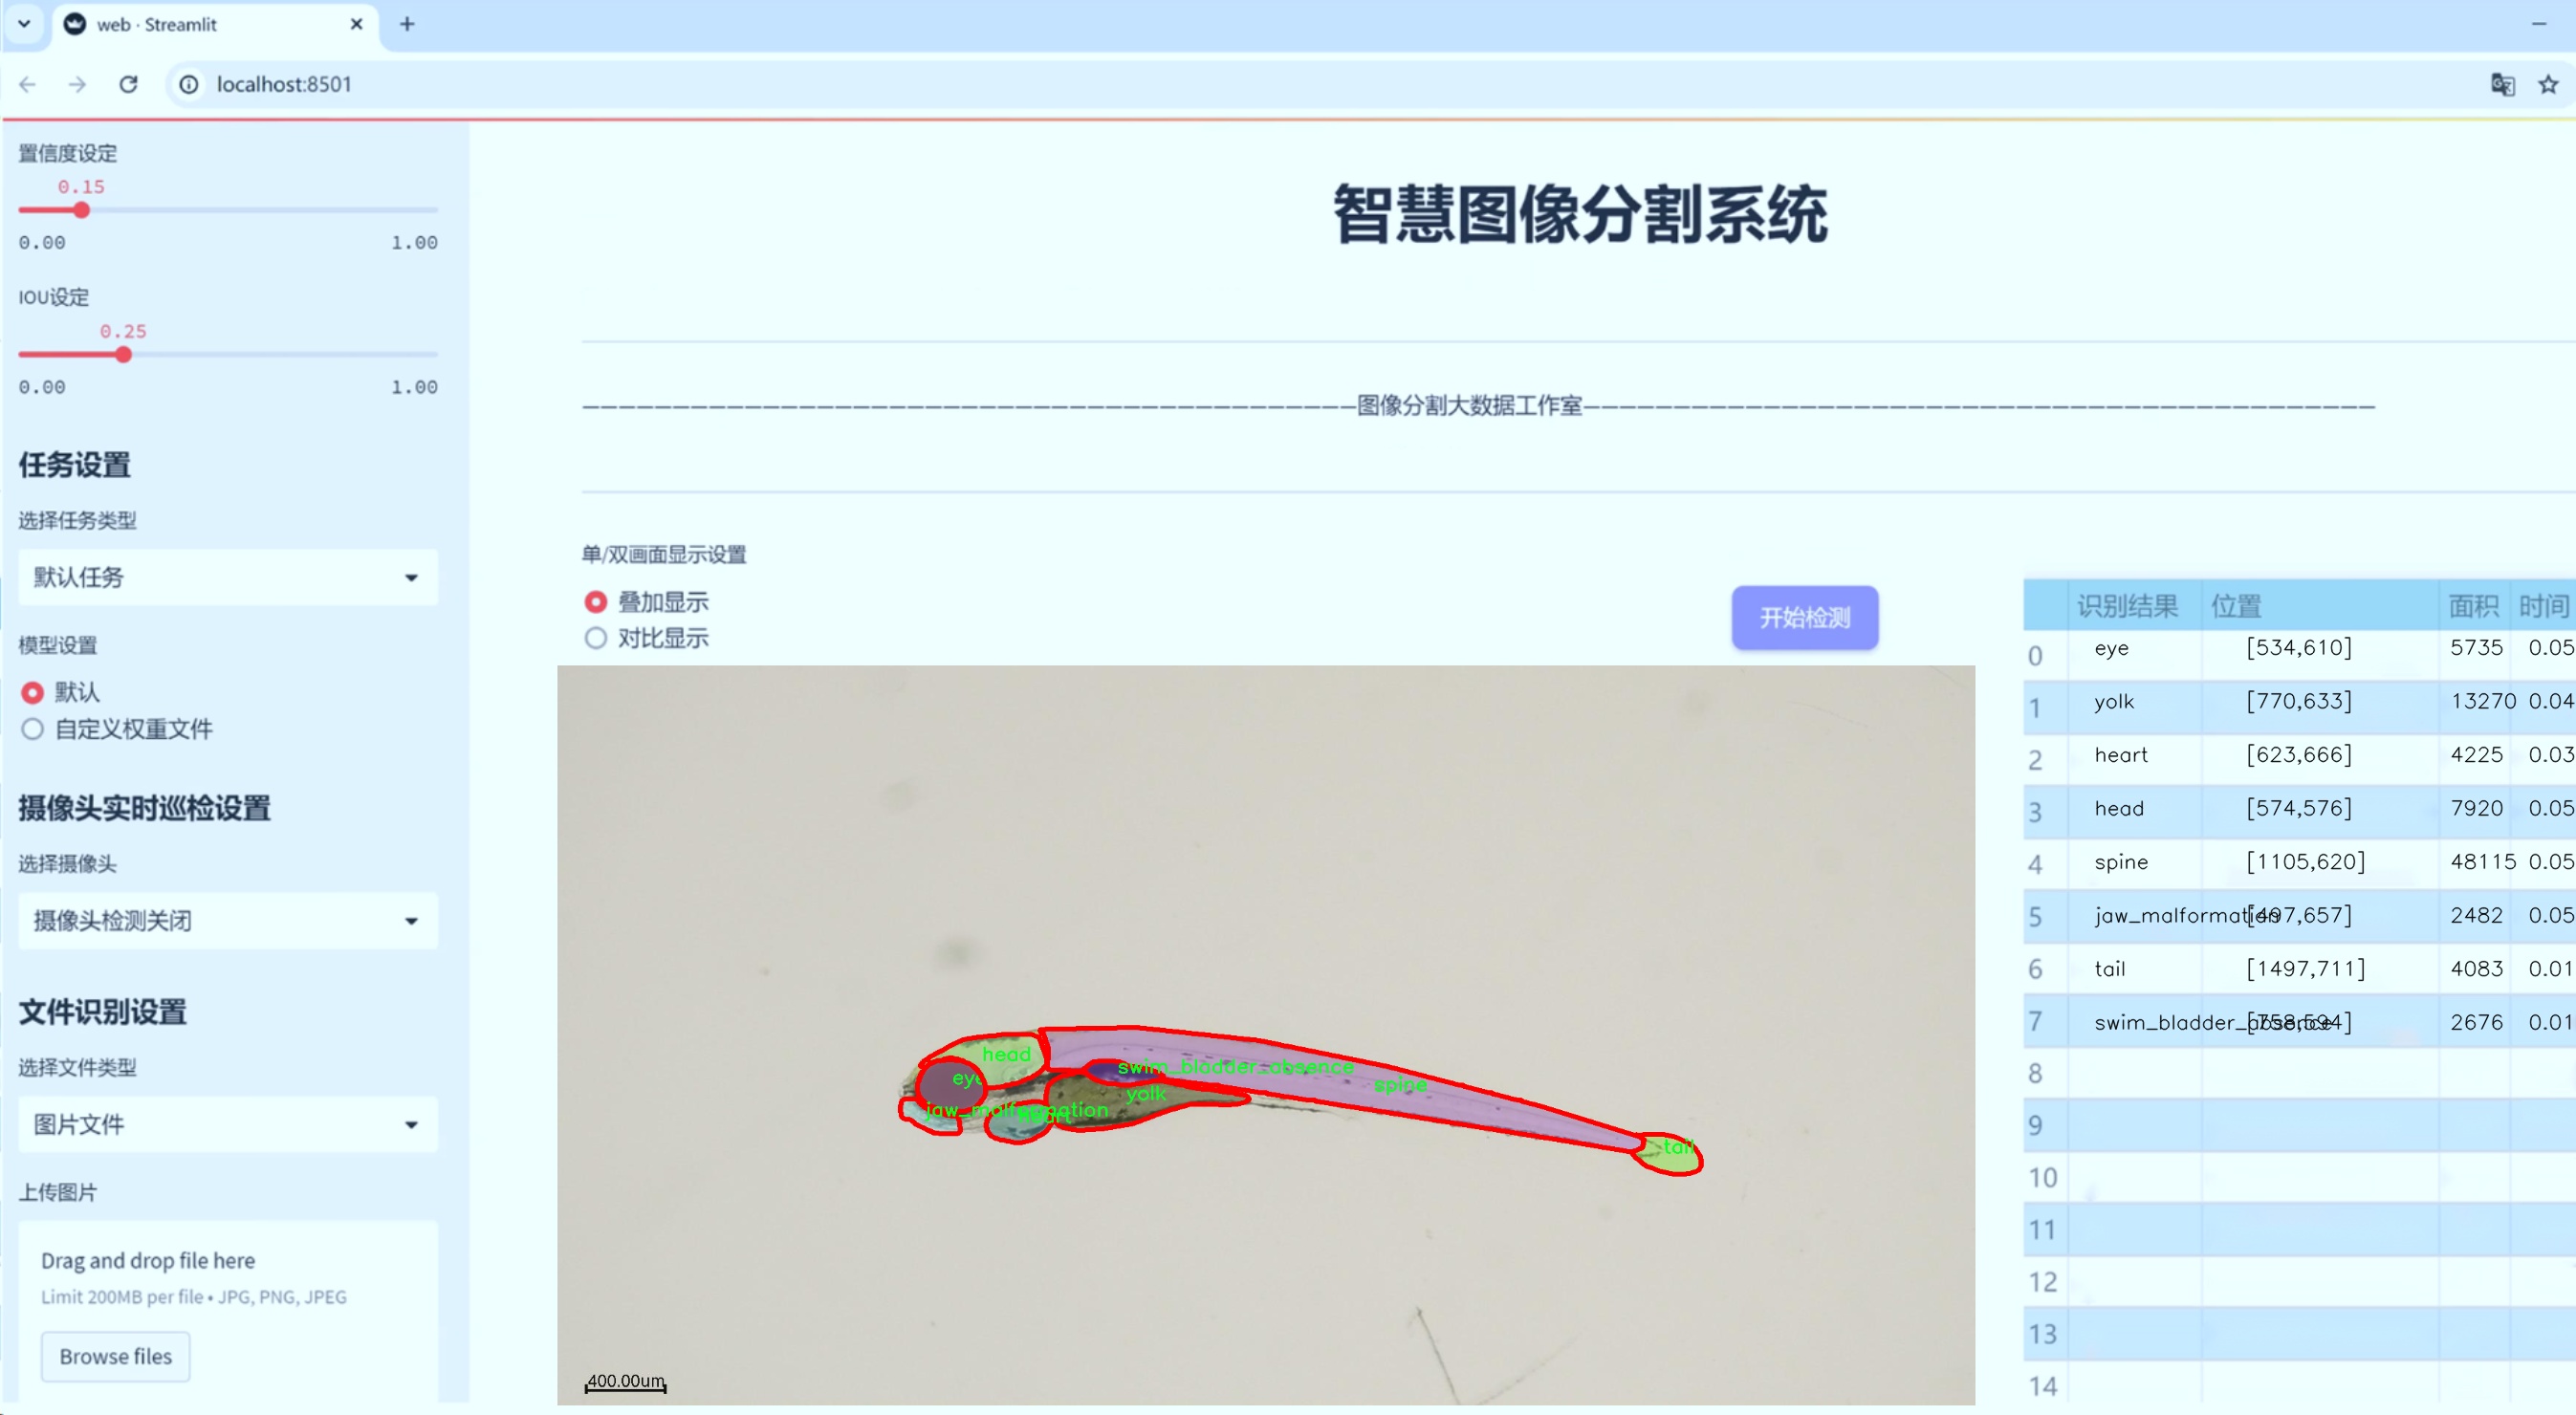 web · Streamlit
localhost:8501
置信度设定
0.15
0.00 1.00
IOU设定
0.25
0.00 1.00
任务设置
选择任务类型
默认任务
模型设置
默认
自定义权重文件
摄像头实时巡检设置
选择摄像头
摄像头检测关闭
文件识别设置
选择文件类型
图片文件
上传图片
Drag and drop file here
Limit 200MB per file • JPG, PNG, JPEG
Browse files
智慧图像分割系统
———————————————————————————————————————————图像分割大数据工作室————————————————————————————————————————————
单/双画面显示设置
叠加显示
对比显示
开始检测
head
eye
swim_bladder_absence
spine
yolk
jaw_malformation
heart
tail
400.00um
识别结果 位置 面积 时间
0 eye [534,610] 5735 0.05
1 yolk [770,633] 13270 0.04
2 heart [623,666] 4225 0.03
3 head [574,576] 7920 0.05
4 spine [1105,620] 48115 0.05
5 jaw_malformation [497,657] 2482 0.05
6 tail [1497,711] 4083 0.01
7 swim_bladder_absence [758,594] 2676 0.01
8
9
10
11
12
13
14